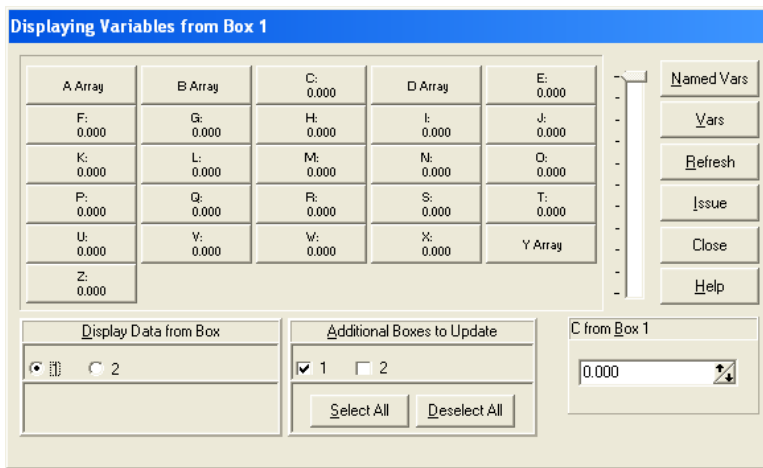 Displaying Variables from Box 1
A Array B Array C: D Array E:
0.000 0.000
F: G: H: I: J:
0.000 0.000 0.000 0.000 0.000
K: L: M: N: O:
0.000 0.000 0.000 0.000 0.000
P: Q: R: S: T:
0.000 0.000 0.000 0.000 0.000
U: V: W: X: Y Array
0.000 0.000 0.000 0.000
Z:
0.000
Named Vars
Vars
Refresh
Issue
Close
Help
Display Data from Box
1 2
Additional Boxes to Update
1 2
Select All Deselect All
C from Box 1
0.000